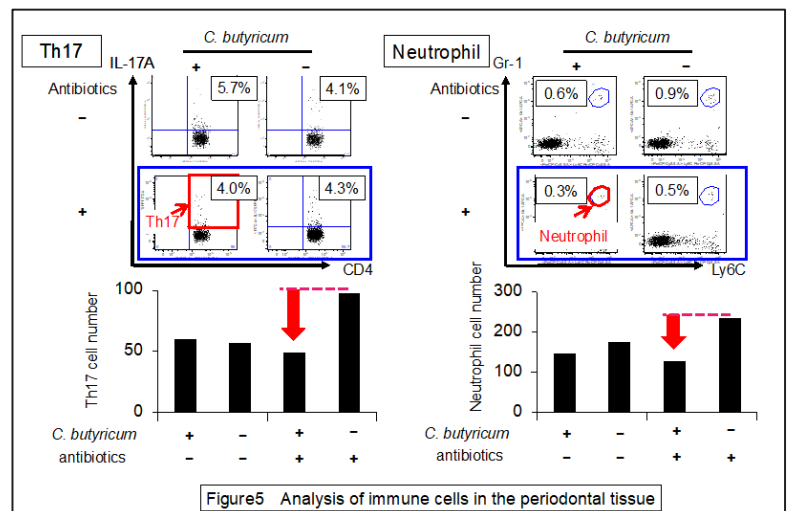 Th17
C. butyricum
IL-17A
+ −
Antibiotics
−
5.7%
4.1%
+
4.0%
4.3%
Th17
CD4
Th17 cell number
100
50
0
C. butyricum + − + −
antibiotics − − + +
Neutrophil
C. butyricum
Gr-1
+ −
Antibiotics
−
0.6%
0.9%
+
0.3%
0.5%
Neutrophil
Ly6C
Neutrophil cell number
300
200
100
0
C. butyricum + − + −
antibiotics − − + +
Figure5 Analysis of immune cells in the periodontal tissue